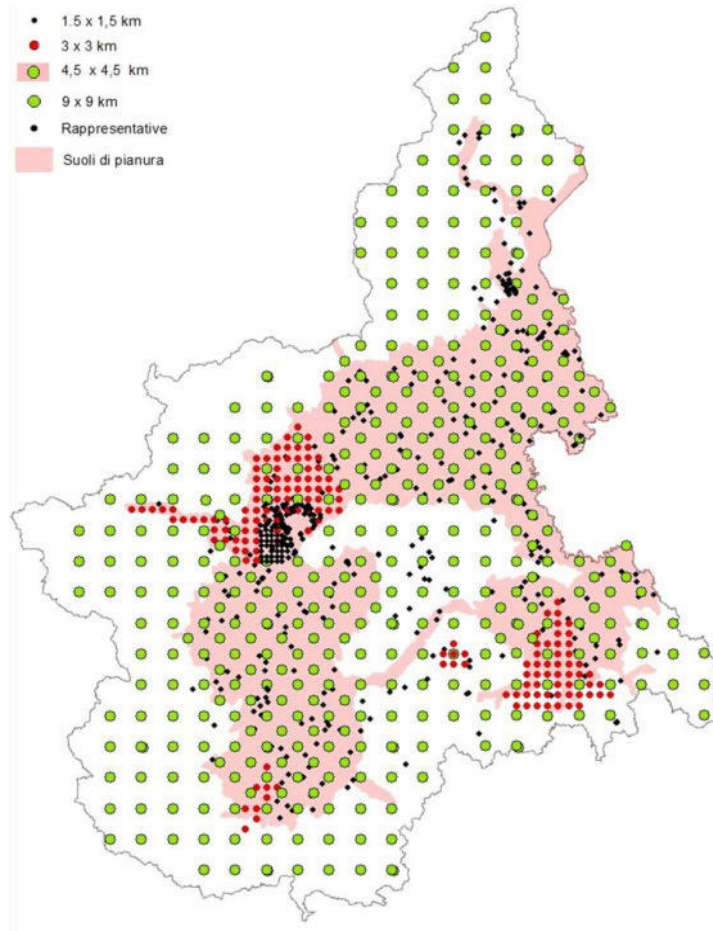 1.5 x 1,5 km
3 x 3 km
4,5 x 4,5 km
9 x 9 km
Rappresentative
Suoli di pianura